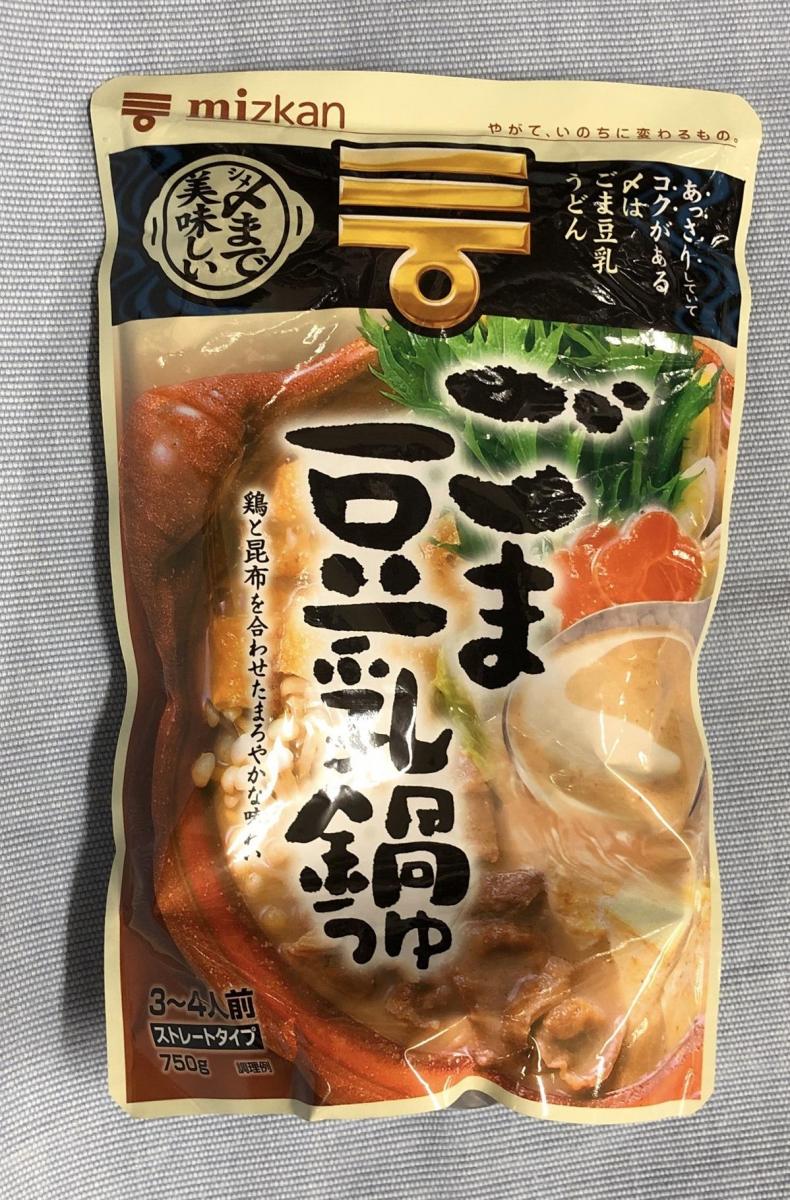 mizkan
やがて、いのちに変わるもの。
シメ
〆まで
美味しい
あっさりしていて
コクがある
〆は
ごま豆乳
うどん
ごま
豆乳鍋つゆ
鶏と昆布を合わせたまろやかな味わい
3〜4人前
ストレートタイプ
750g
調理例